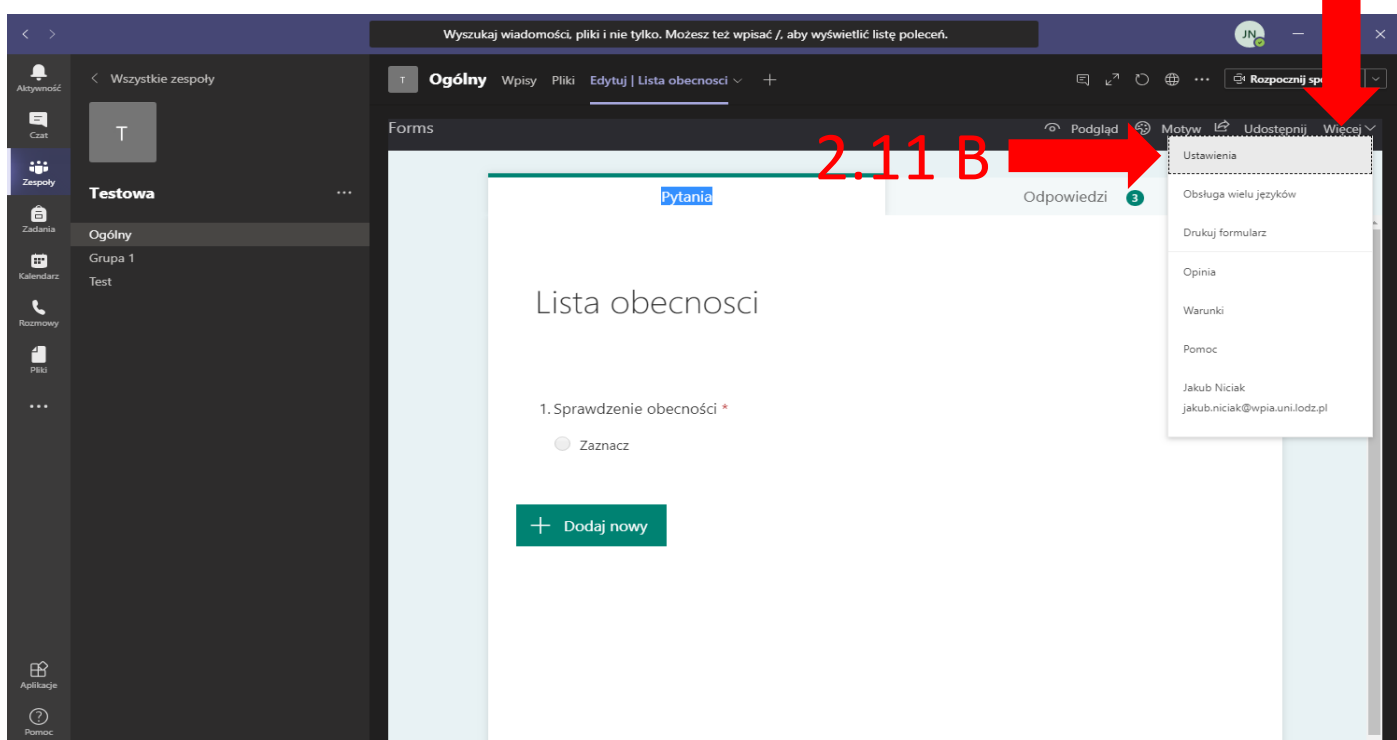 Wyszukaj wiadomości, pliki i nie tylko. Możesz też wpisać /, aby wyświetlić listę poleceń.
JN
Aktywność
Czat
Zespoły
Zadania
Kalendarz
Rozmowy
Pliki
Aplikacje
Pomoc
Wszystkie zespoły
T
Testowa
Ogólny
Grupa 1
Test
T Ogólny Wpisy Pliki Edytuj | Lista obecnosci
Rozpocznij
Forms
Podgląd Motyw Udostępnij Więcej
2.11 B
Ustawienia
Obsługa wielu języków
Drukuj formularz
Opinia
Warunki
Pomoc
Jakub Niciak
jakub.niciak@wpia.uni.lodz.pl
Pytania
Odpowiedzi 3
Lista obecnosci
1. Sprawdzenie obecności *
Zaznacz
Dodaj nowy